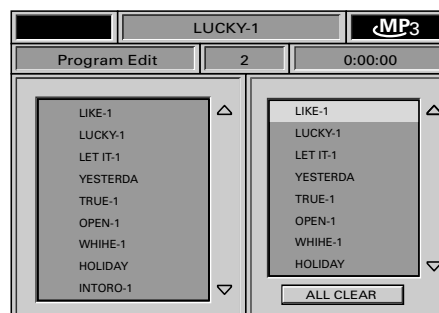 LUCKY-1 MP3
Program Edit 2 0:00:00
LIKE-1
LUCKY-1
LET IT-1
YESTERDA
TRUE-1
OPEN-1
WHIHE-1
HOLIDAY
INTORO-1
LIKE-1
LUCKY-1
LET IT-1
YESTERDA
TRUE-1
OPEN-1
WHIHE-1
HOLIDAY
ALL CLEAR